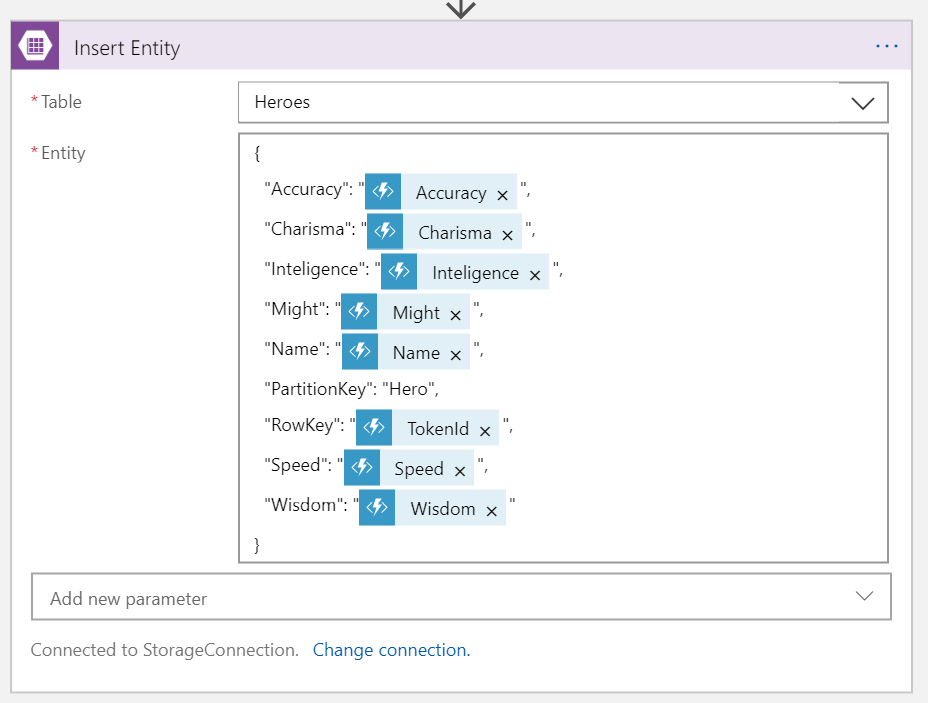 Insert Entity ...
* Table Heroes
* Entity {
"Accuracy": " Accuracy × ",
"Charisma": " Charisma × ",
"Inteligence": " Inteligence × ",
"Might": " Might × ",
"Name": " Name × ",
"PartitionKey": "Hero",
"RowKey": " TokenId × ",
"Speed": " Speed × ",
"Wisdom": " Wisdom × "
}
Add new parameter
Connected to StorageConnection. Change connection.